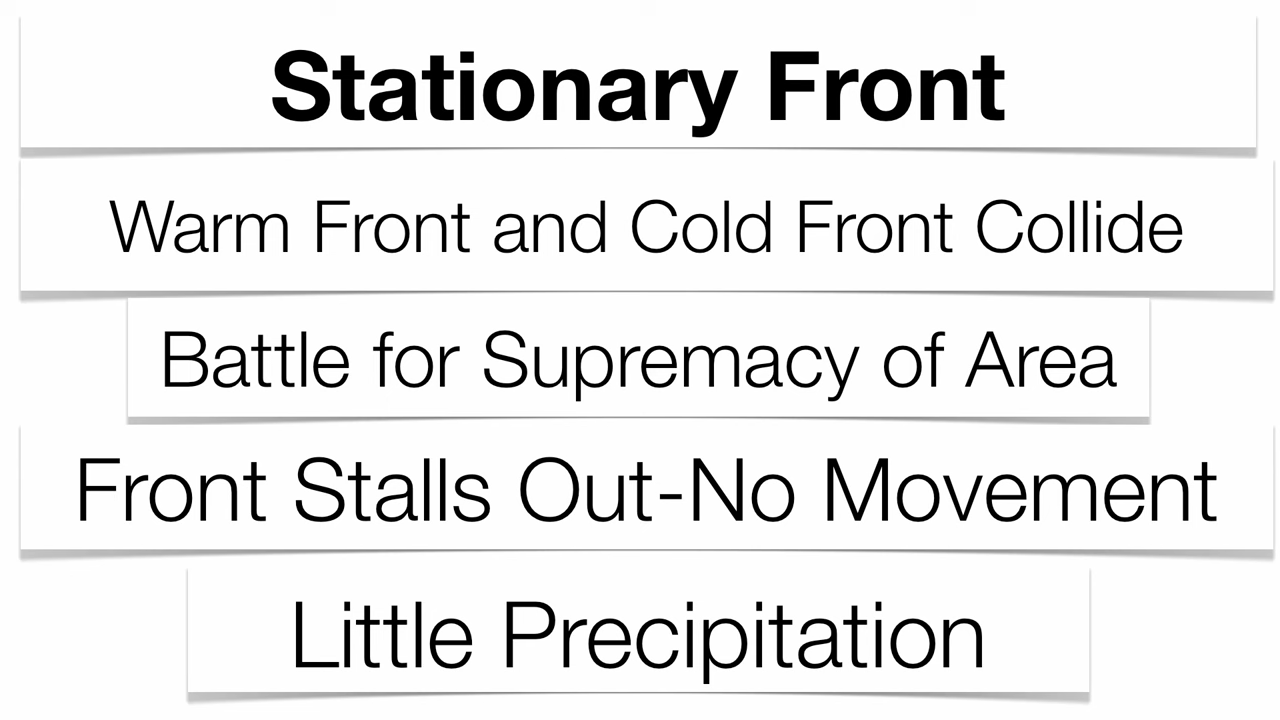 Stationary Front
Warm Front and Cold Front Collide
Battle for Supremacy of Area
Front Stalls Out-No Movement
Little Precipitation